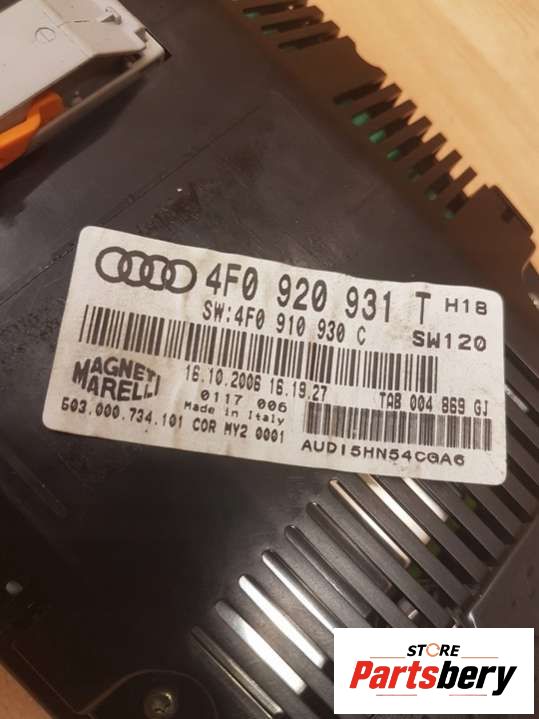 4F0 920 931 T H18
SW:4F0 910 930 C SW120
MAGNETI
MARELLI
16.10.2006 16.19.27
0117 006
Made in Italy
TAB 004 869 GJ
503.000.734.101 COR MY2 0001
AUDI5HN54CGA6
STORE
Partsbery